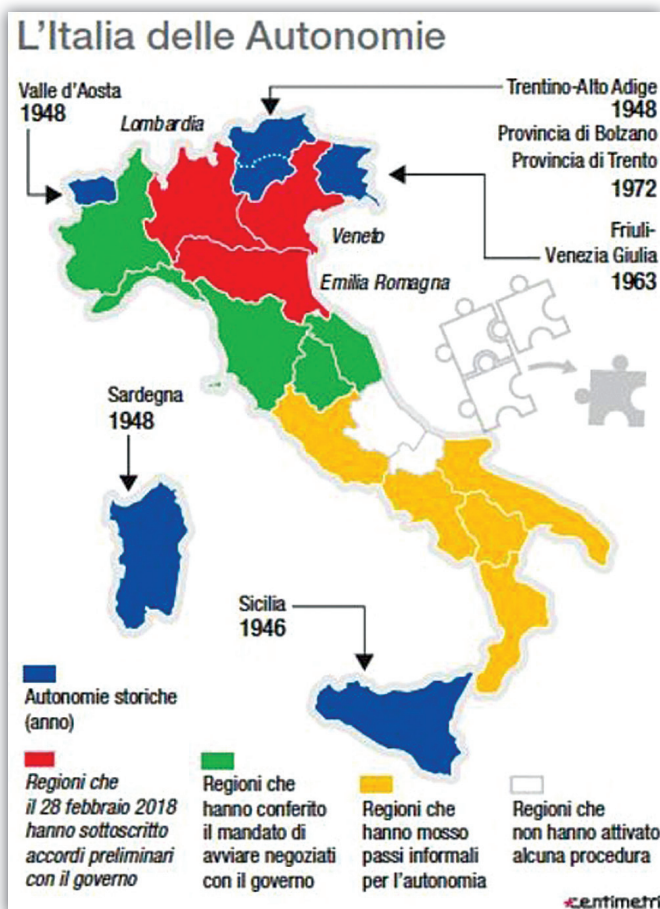 L'Italia delle Autonomie
Valle d'Aosta
1948
Lombardia
Trentino-Alto Adige
1948
Provincia di Bolzano
Provincia di Trento
1972
Friuli-
Venezia Giulia
1963
Veneto
Emilia Romagna
Sardegna
1948
Sicilia
1946
Autonomie storiche
(anno)
Regioni che
il 28 febbraio 2018
hanno sottoscritto
accordi preliminari
con il governo
Regioni che
hanno conferito
il mandato di
avviare negoziati
con il governo
Regioni che
hanno mosso
passi informali
per l'autonomia
Regioni che
non hanno attivato
alcuna procedura
centimetri